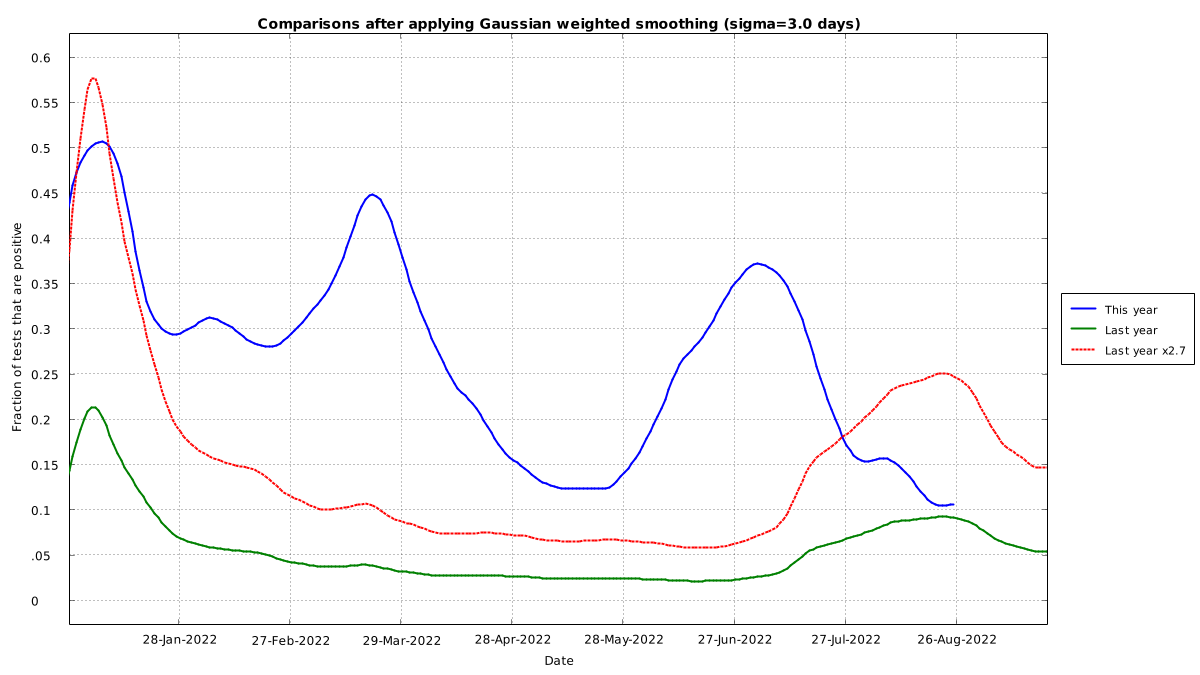 Comparisons after applying Gaussian weighted smoothing (sigma=3.0 days)
0.6
0.55
0.5
0.45
0.4
0.35
0.3
0.25
0.2
0.15
0.1
.05
0
Fraction of tests that are positive
28-Jan-2022 27-Feb-2022 29-Mar-2022 28-Apr-2022 28-May-2022 27-Jun-2022 27-Jul-2022 26-Aug-2022
Date
This year
Last year
Last year x2.7